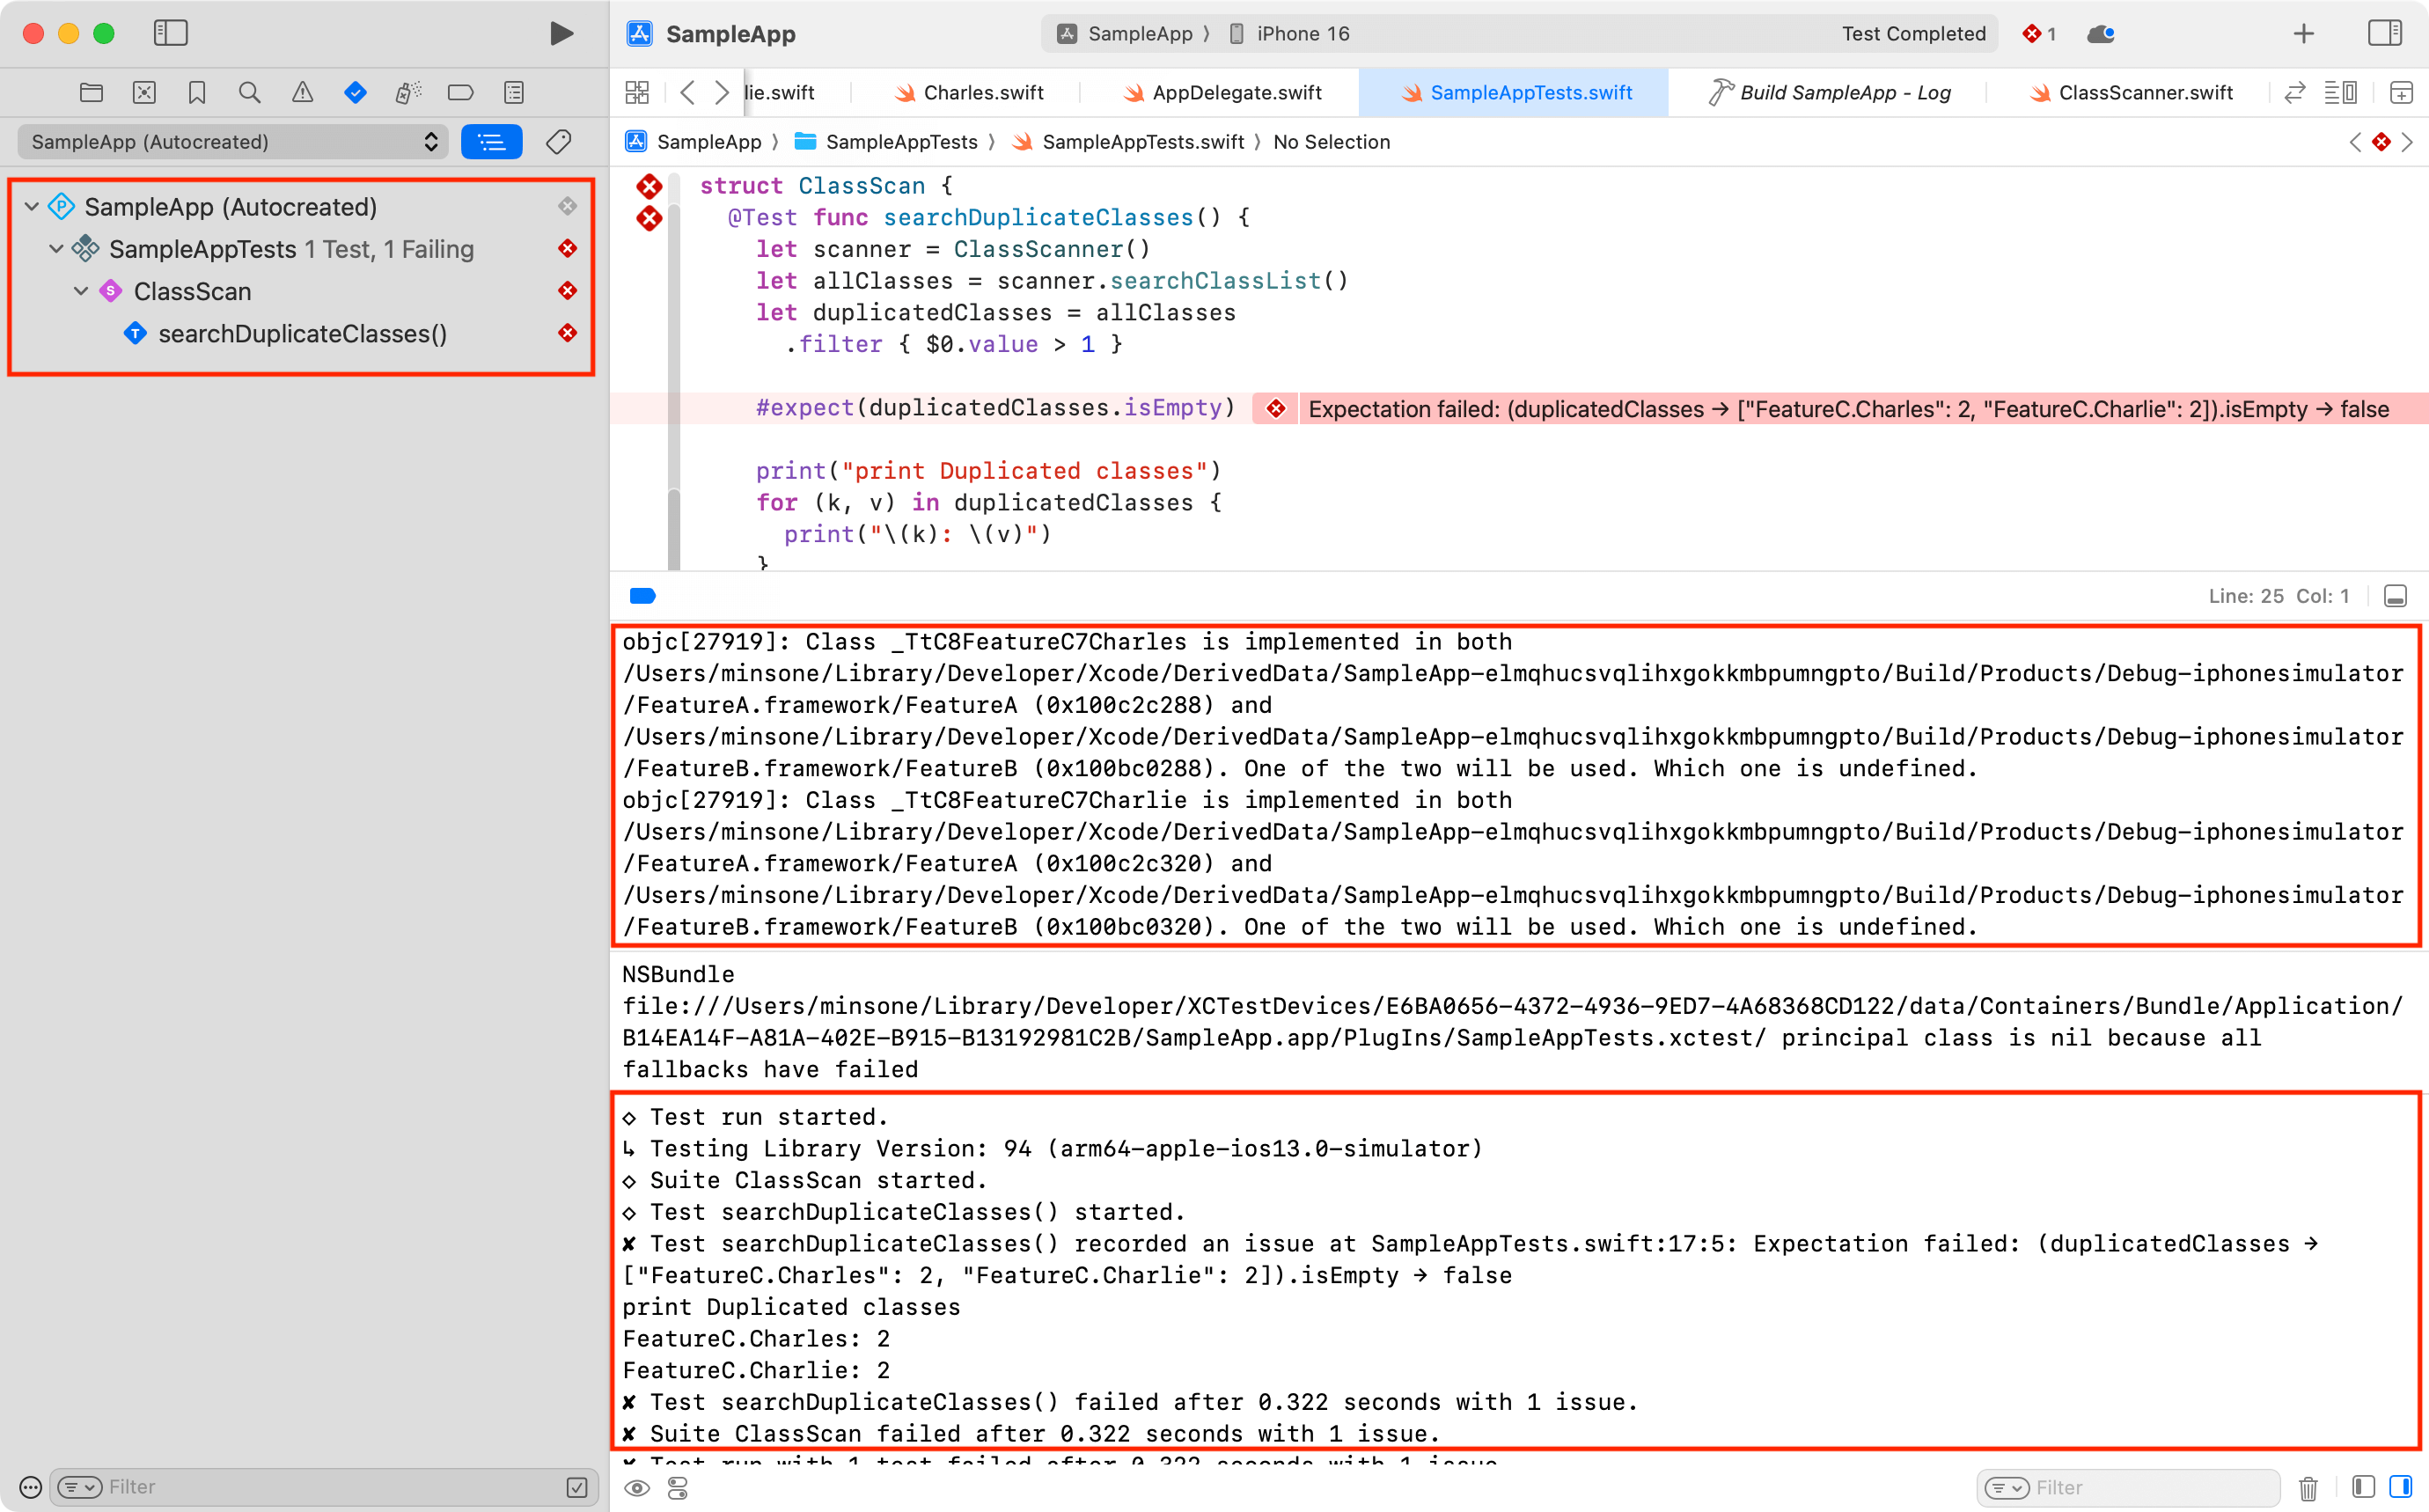 SampleApp
SampleApp 〉 iPhone 16
Test Completed
1
lie.swift
Charles.swift
AppDelegate.swift
SampleAppTests.swift
Build SampleApp - Log
ClassScanner.swift
SampleApp (Autocreated)
SampleApp 〉 SampleAppTests 〉 SampleAppTests.swift 〉 No Selection
SampleApp (Autocreated)
SampleAppTests 1 Test, 1 Failing
ClassScan
searchDuplicateClasses()
struct ClassScan {
@Test func searchDuplicateClasses() {
let scanner = ClassScanner()
let allClasses = scanner.searchClassList()
let duplicatedClasses = allClasses
.filter { $0.value > 1 }
#expect(duplicatedClasses.isEmpty)
Expectation failed: (duplicatedClasses → ["FeatureC.Charles": 2, "FeatureC.Charlie": 2]).isEmpty → false
print("print Duplicated classes")
for (k, v) in duplicatedClasses {
print("\(k): \(v)")
}
Line: 25 Col: 1
objc[27919]: Class _TtC8FeatureC7Charles is implemented in both
/Users/minsone/Library/Developer/Xcode/DerivedData/SampleApp-elmqhucsvqlihxgokkmbpumngpto/Build/Products/Debug-iphonesimulator
/FeatureA.framework/FeatureA (0x100c2c288) and
/Users/minsone/Library/Developer/Xcode/DerivedData/SampleApp-elmqhucsvqlihxgokkmbpumngpto/Build/Products/Debug-iphonesimulator
/FeatureB.framework/FeatureB (0x100bc0288). One of the two will be used. Which one is undefined.
objc[27919]: Class _TtC8FeatureC7Charlie is implemented in both
/Users/minsone/Library/Developer/Xcode/DerivedData/SampleApp-elmqhucsvqlihxgokkmbpumngpto/Build/Products/Debug-iphonesimulator
/FeatureA.framework/FeatureA (0x100c2c320) and
/Users/minsone/Library/Developer/Xcode/DerivedData/SampleApp-elmqhucsvqlihxgokkmbpumngpto/Build/Products/Debug-iphonesimulator
/FeatureB.framework/FeatureB (0x100bc0320). One of the two will be used. Which one is undefined.
NSBundle
file:///Users/minsone/Library/Developer/XCTestDevices/E6BA0656-4372-4936-9ED7-4A68368CD122/data/Containers/Bundle/Application/
B14EA14F-A81A-402E-B915-B13192981C2B/SampleApp.app/PlugIns/SampleAppTests.xctest/ principal class is nil because all
fallbacks have failed
◇ Test run started.
↳ Testing Library Version: 94 (arm64-apple-ios13.0-simulator)
◇ Suite ClassScan started.
◇ Test searchDuplicateClasses() started.
✘ Test searchDuplicateClasses() recorded an issue at SampleAppTests.swift:17:5: Expectation failed: (duplicatedClasses →
["FeatureC.Charles": 2, "FeatureC.Charlie": 2]).isEmpty → false
print Duplicated classes
FeatureC.Charles: 2
FeatureC.Charlie: 2
✘ Test searchDuplicateClasses() failed after 0.322 seconds with 1 issue.
✘ Suite ClassScan failed after 0.322 seconds with 1 issue.
✘ Test run with 1 test failed after 0.322 seconds with 1 issue
Filter
Filter